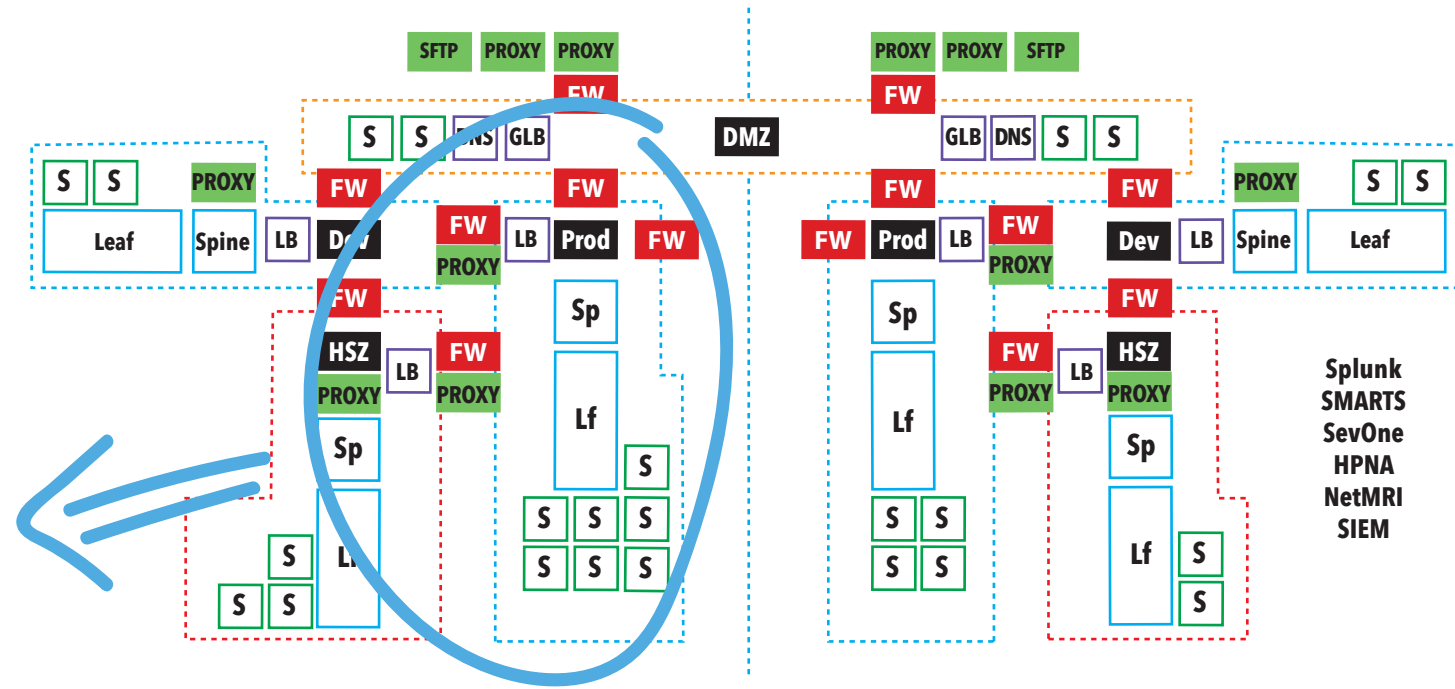 SFTP PROXY PROXY PROXY PROXY SFTP
FW FW
S S DNS GLB DMZ GLB DNS S S
S S PROXY FW FW FW FW PROXY S S
FW FW
Leaf Spine LB Dev LB Prod FW FW Prod LB Dev LB Spine Leaf
PROXY PROXY
FW FW
Sp Sp
HSZ FW FW HSZ
LB LB
PROXY PROXY PROXY PROXY
Splunk
SMARTS
SevOne
HPNA
NetMRI
SIEM
Lf Lf
Sp Sp
S
S S S S S
S S S S S
Lf Lf
S S
S S S